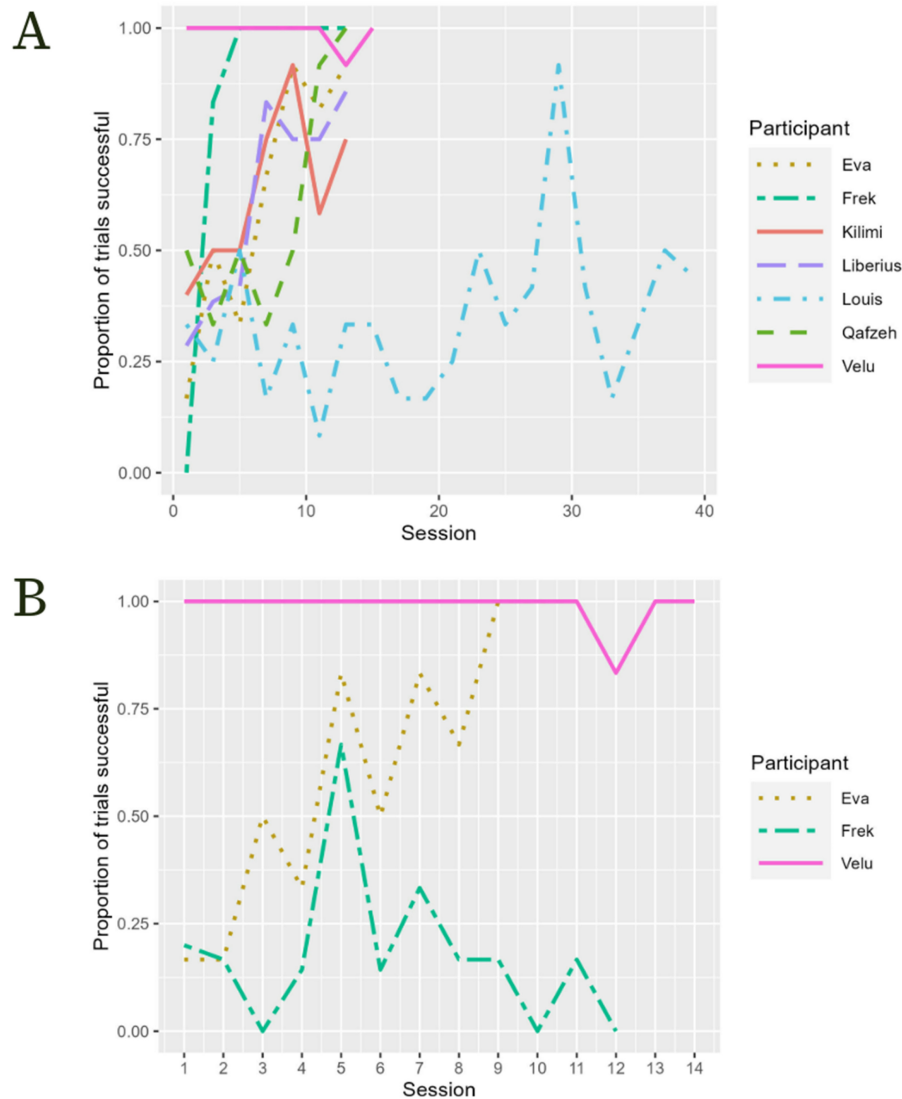 A
1.00
0.75
0.50
0.25
0.00
Proportion of trials successful
0 10 20 30 40
Session
Participant
Eva
Frek
Kilimi
Liberius
Louis
Qafzeh
Velu
B
1.00
0.75
0.50
0.25
0.00
Proportion of trials successful
1 2 3 4 5 6 7 8 9 10 11 12 13 14
Session
Participant
Eva
Frek
Velu